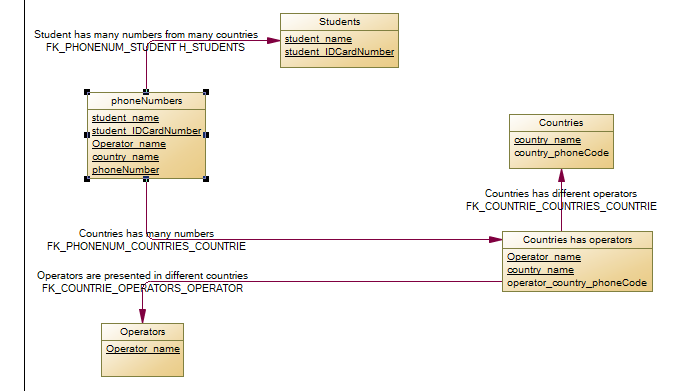 Students
student_name
student_IDCardNumber
Student has many numbers from many countries
FK_PHONENUM_STUDENT H_STUDENTS
phoneNumbers
student_name
student_IDCardNumber
Operator_name
country_name
phoneNumber
Countries
country_name
country_phoneCode
Countries has different operators
FK_COUNTRIE_COUNTRIES_COUNTRIE
Countries has many numbers
FK_PHONENUM_COUNTRIES_COUNTRIE
Countries has operators
Operator_name
country_name
operator_country_phoneCode
Operators are presented in different countries
FK_COUNTRIE_OPERATORS_OPERATOR
Operators
Operator_name